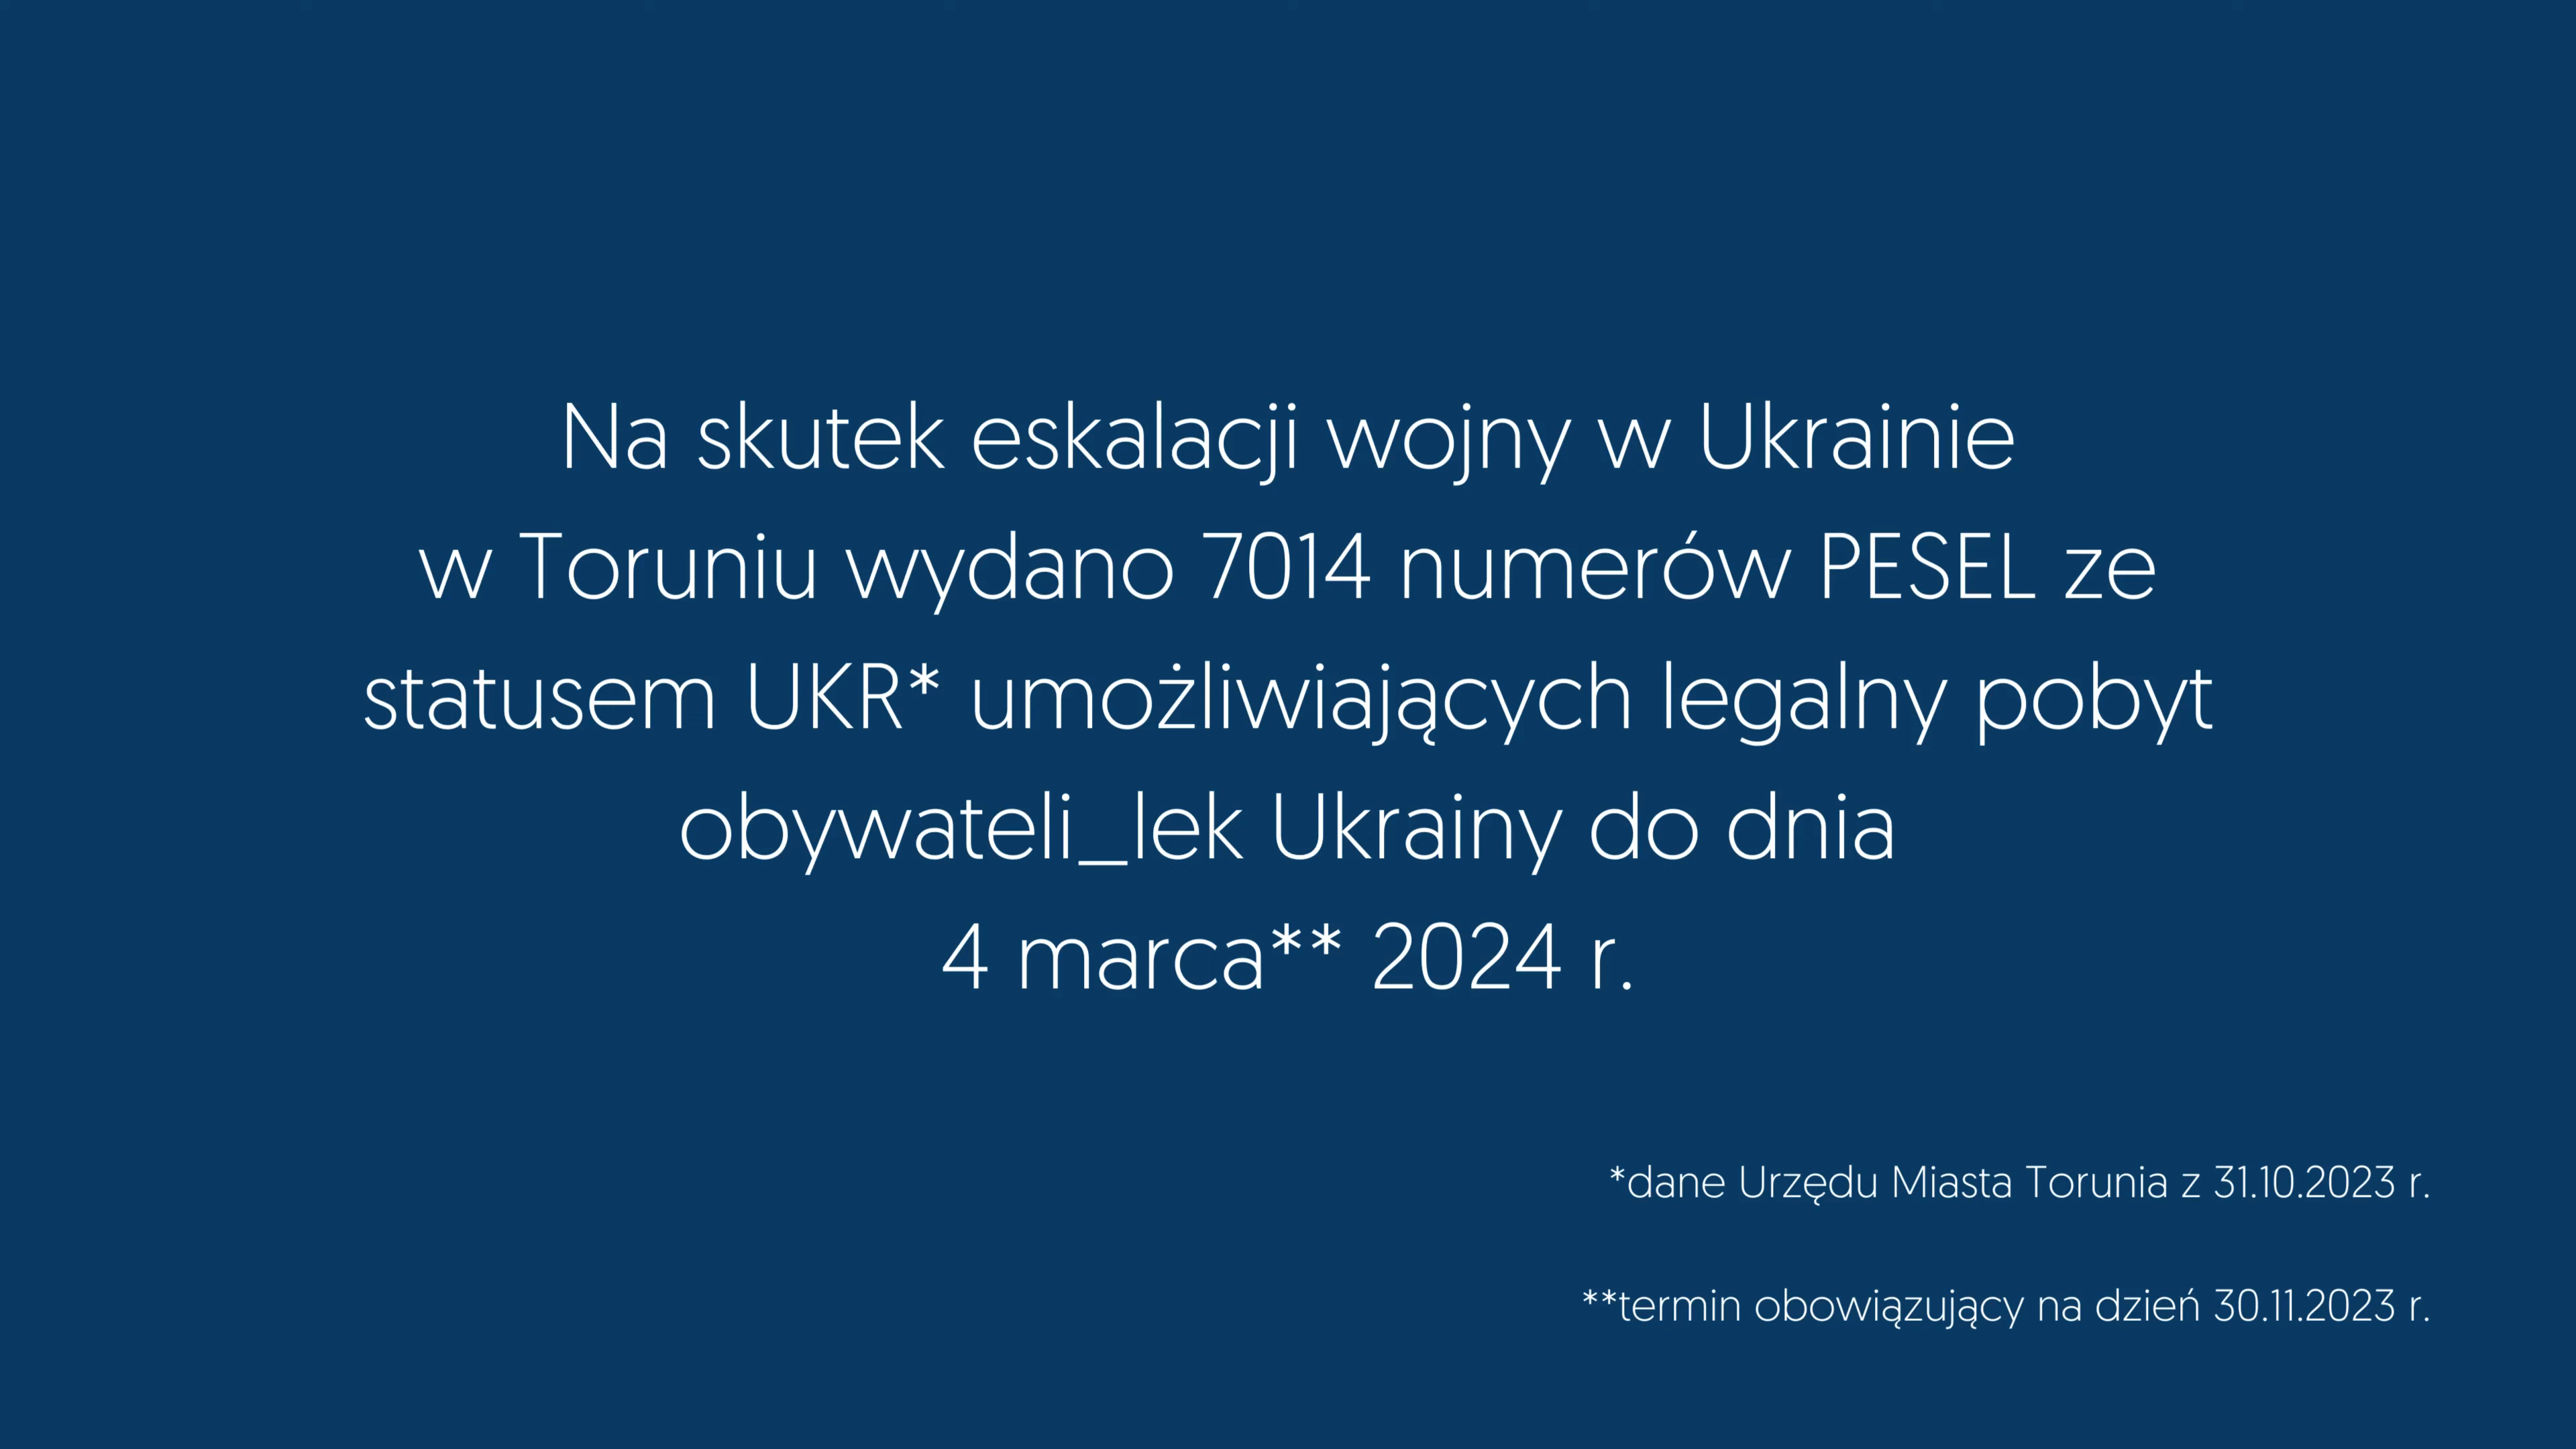 Na skutek eskalacji wojny w Ukrainie
w Toruniu wydano 7014 numerów PESEL ze
statusem UKR* umożliwiających legalny pobyt
obywateli_lek Ukrainy do dnia
4 marca** 2024 r.
*dane Urzędu Miasta Torunia z 31.10.2023 r.
**termin obowiązujący na dzień 30.11.2023 r.